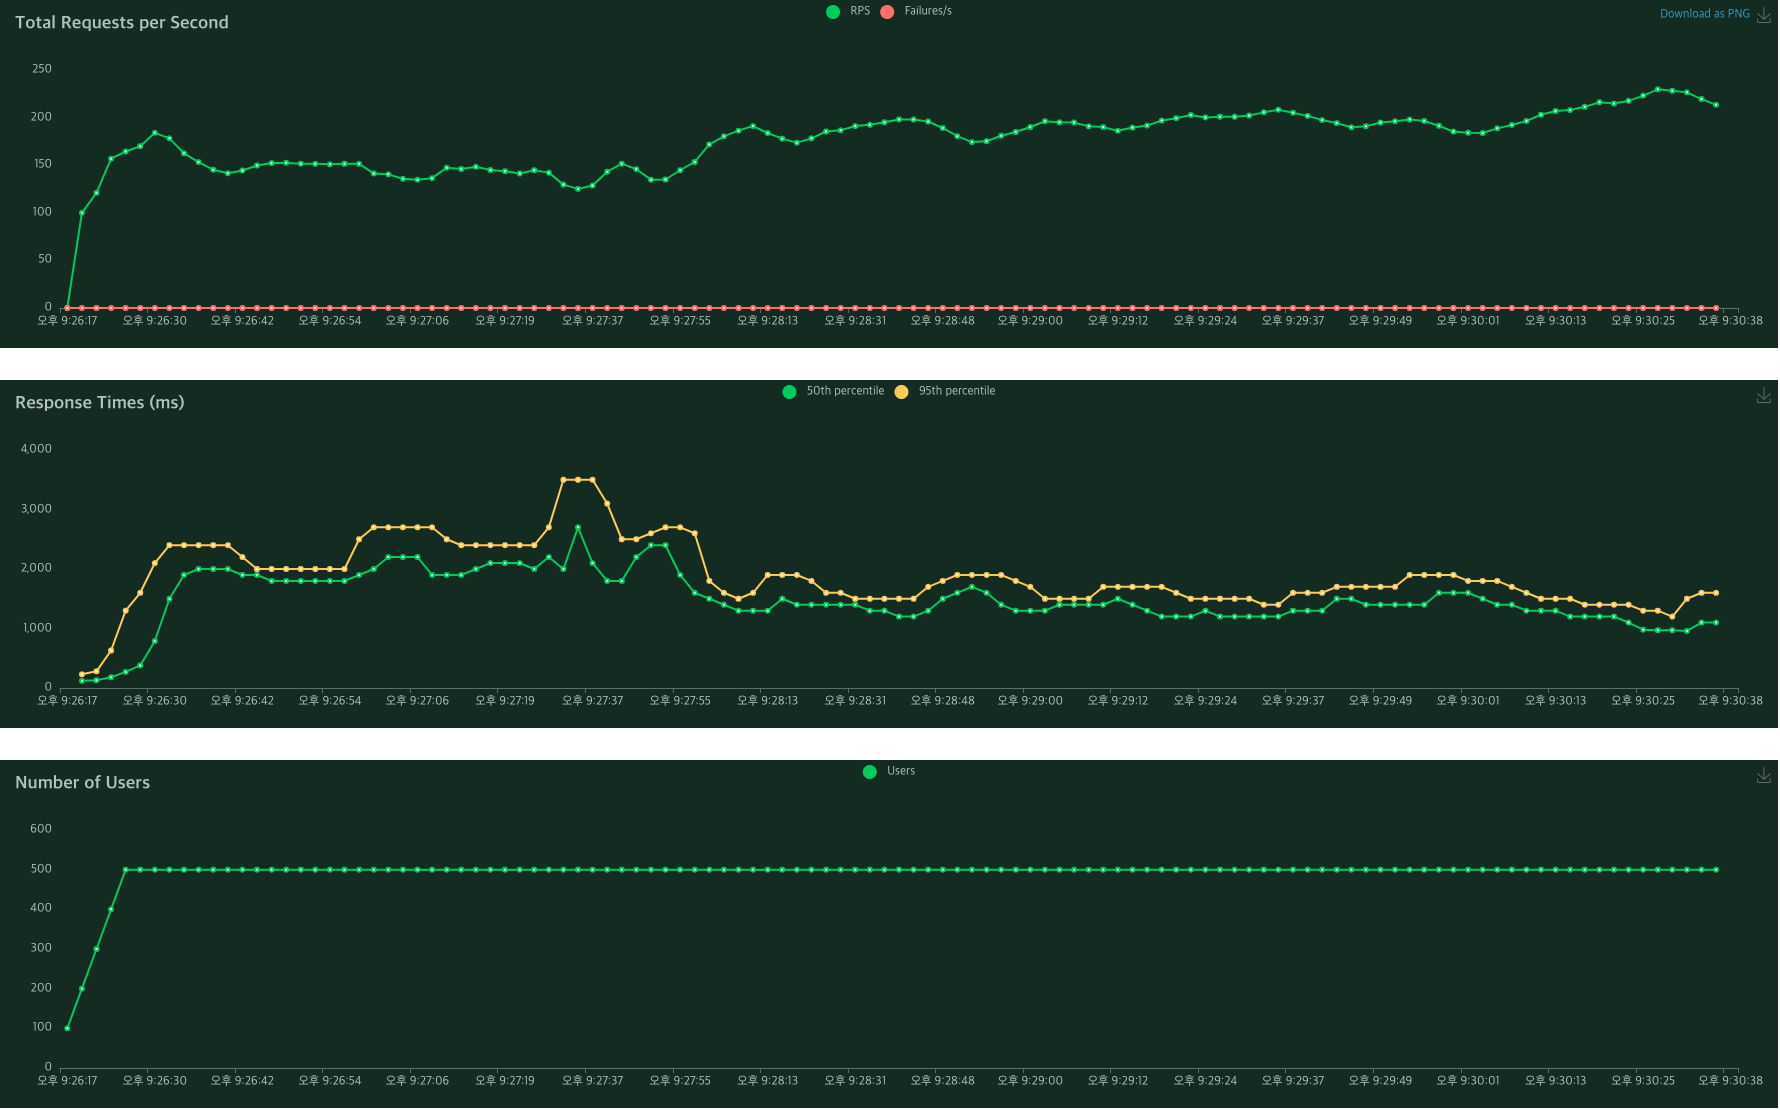 Total Requests per Second
RPS Failures/s
Download as PNG
250
200
150
100
50
0
오후 9:26:17 오후 9:26:30 오후 9:26:42 오후 9:26:54 오후 9:27:06 오후 9:27:19 오후 9:27:37 오후 9:27:55 오후 9:28:13 오후 9:28:31 오후 9:28:48 오후 9:29:00 오후 9:29:12 오후 9:29:24 오후 9:29:37 오후 9:29:49 오후 9:30:01 오후 9:30:13 오후 9:30:25 오후 9:30:38
Response Times (ms)
50th percentile 95th percentile
4,000
3,000
2,000
1,000
0
오후 9:26:17 오후 9:26:30 오후 9:26:42 오후 9:26:54 오후 9:27:06 오후 9:27:19 오후 9:27:37 오후 9:27:55 오후 9:28:13 오후 9:28:31 오후 9:28:48 오후 9:29:00 오후 9:29:12 오후 9:29:24 오후 9:29:37 오후 9:29:49 오후 9:30:01 오후 9:30:13 오후 9:30:25 오후 9:30:38
Number of Users
Users
600
500
400
300
200
100
0
오후 9:26:17 오후 9:26:30 오후 9:26:42 오후 9:26:54 오후 9:27:06 오후 9:27:19 오후 9:27:37 오후 9:27:55 오후 9:28:13 오후 9:28:31 오후 9:28:48 오후 9:29:00 오후 9:29:12 오후 9:29:24 오후 9:29:37 오후 9:29:49 오후 9:30:01 오후 9:30:13 오후 9:30:25 오후 9:30:38